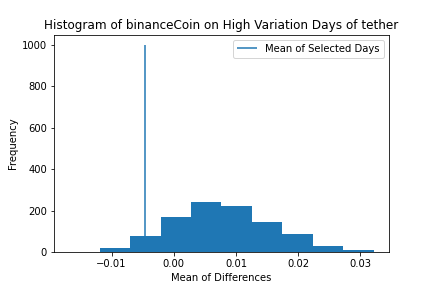 Histogram of binanceCoin on High Variation Days of tether
Mean of Selected Days
1000
800
600
400
200
0
Frequency
−0.01 0.00 0.01 0.02 0.03
Mean of Differences